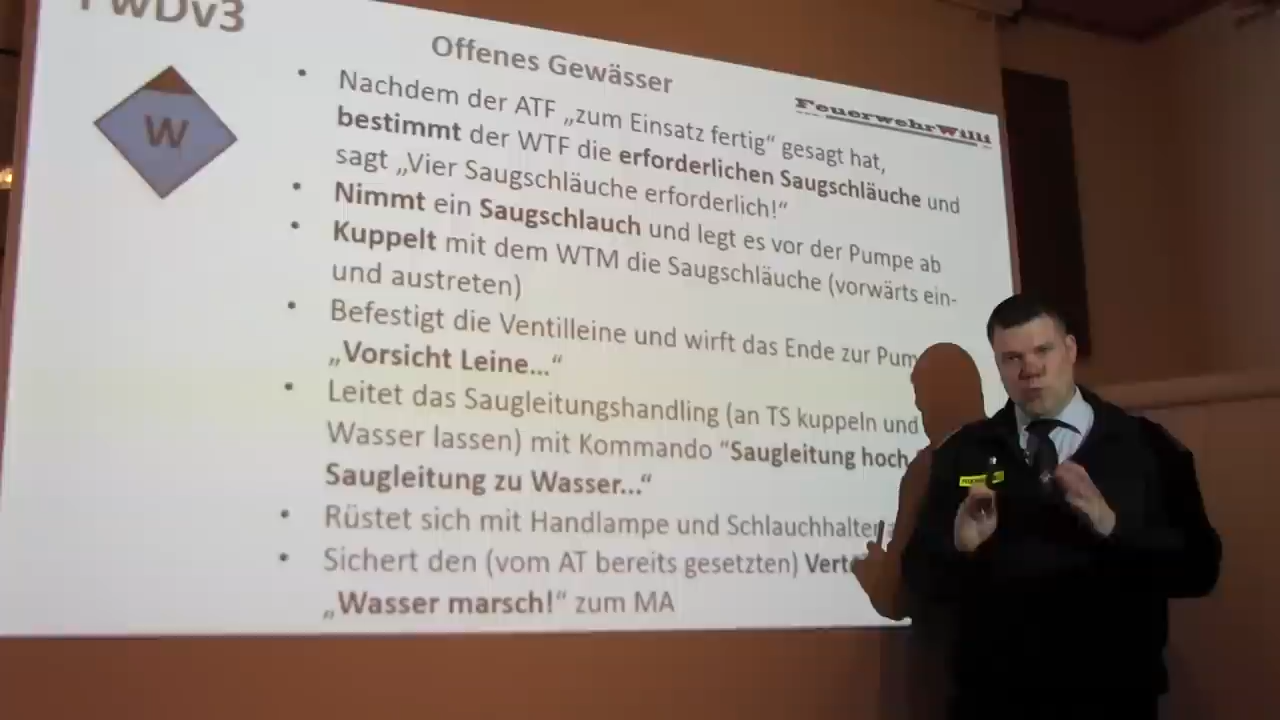 FwDv3
Offenes Gewässer
FeuerwehrWilli
W
• Nachdem der ATF „zum Einsatz fertig“ gesagt hat,
bestimmt der WTF die erforderlichen Saugschläuche und
sagt „Vier Saugschläuche erforderlich!“
• Nimmt ein Saugschlauch und legt es vor der Pumpe ab
• Kuppelt mit dem WTM die Saugschläuche (vorwärts ein-
und austreten)
• Befestigt die Ventilleine und wirft das Ende zur
„Vorsicht Leine...“
• Leitet das Saugleitungshandling (an TS kuppeln und
Wasser lassen) mit Kommando “Saugleitung hoch
Saugleitung zu Wasser...“
• Rüstet sich mit Handlampe und Schlauchhalter
• Sichert den (vom AT bereits gesetzten)
„Wasser marsch!“ zum MA